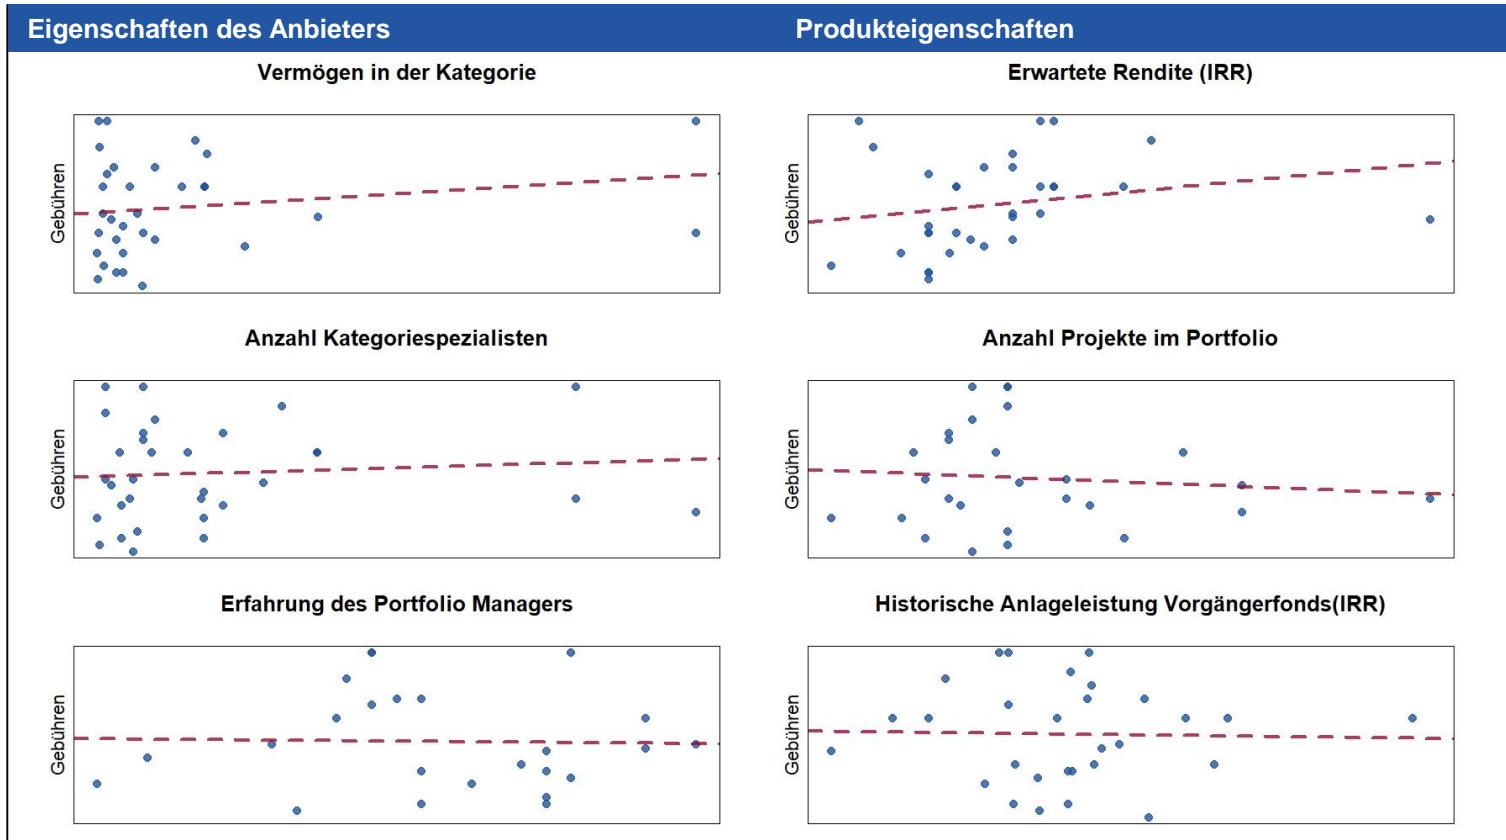 Eigenschaften des Anbieters
Produkteigenschaften
Vermögen in der Kategorie
Erwartete Rendite (IRR)
Gebühren
Gebühren
Anzahl Kategoriespezialisten
Anzahl Projekte im Portfolio
Gebühren
Gebühren
Erfahrung des Portfolio Managers
Historische Anlageleistung Vorgängerfonds(IRR)
Gebühren
Gebühren